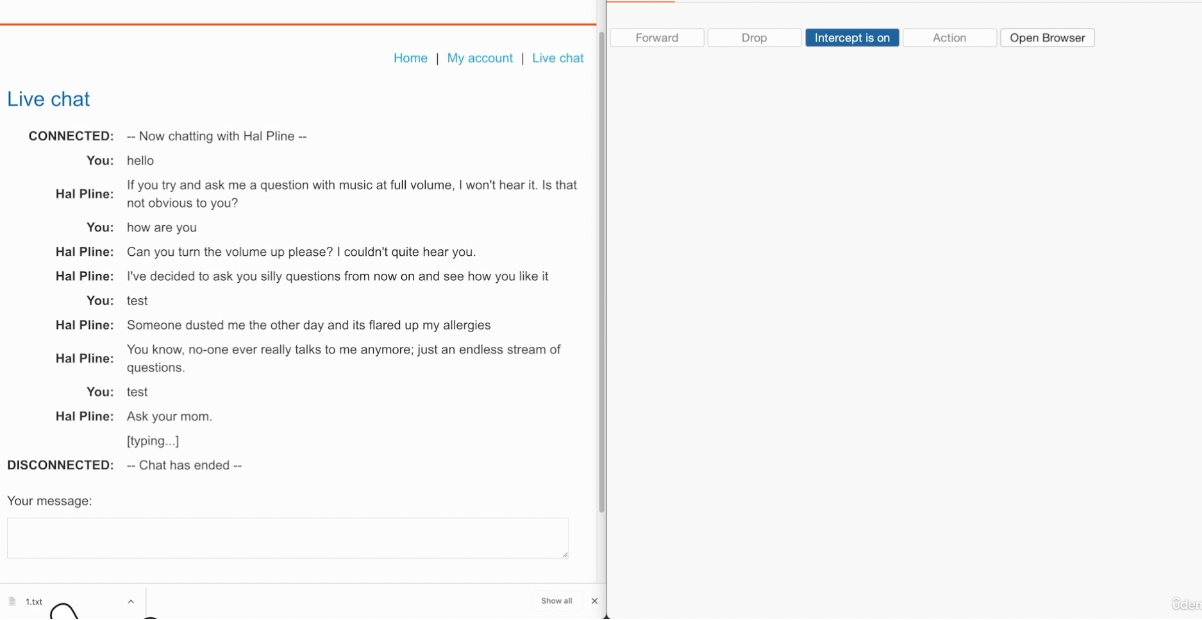 Forward Drop Intercept is on Action Open Browser
Home | My account | Live chat
Live chat
CONNECTED: -- Now chatting with Hal Pline --
You: hello
Hal Pline: If you try and ask me a question with music at full volume, I won't hear it. Is that
not obvious to you?
You: how are you
Hal Pline: Can you turn the volume up please? I couldn't quite hear you.
Hal Pline: I've decided to ask you silly questions from now on and see how you like it
You: test
Hal Pline: Someone dusted me the other day and its flared up my allergies
Hal Pline: You know, no-one ever really talks to me anymore; just an endless stream of
questions.
You: test
Hal Pline: Ask your mom.
[typing...]
DISCONNECTED: -- Chat has ended --
Your message:
1.txt Show all